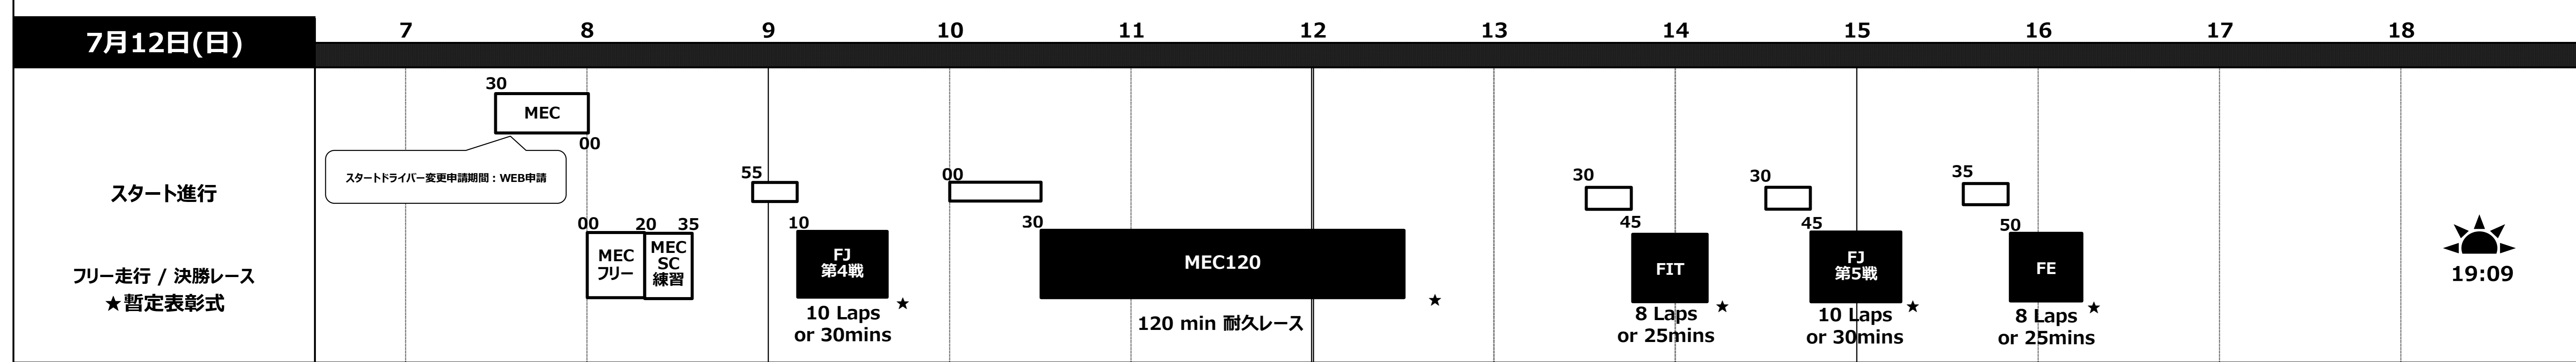 7月12日(日)
7 8 9 10 11 12 13 14 15 16 17 18
30
MEC
00
スタートドライバー変更申請期間：WEB申請
スタート進行
55 00 30 30 35
フリー走行 / 決勝レース
★暫定表彰式
00 20 35 10 30 45 45 50
MEC
フリー
MEC
SC
練習
FJ
第4戦
10 Laps
or 30mins
★
MEC120
120 min 耐久レース
★
FIT
8 Laps
or 25mins
★
FJ
第5戦
10 Laps
or 30mins
★
FE
8 Laps
or 25mins
★
19:09